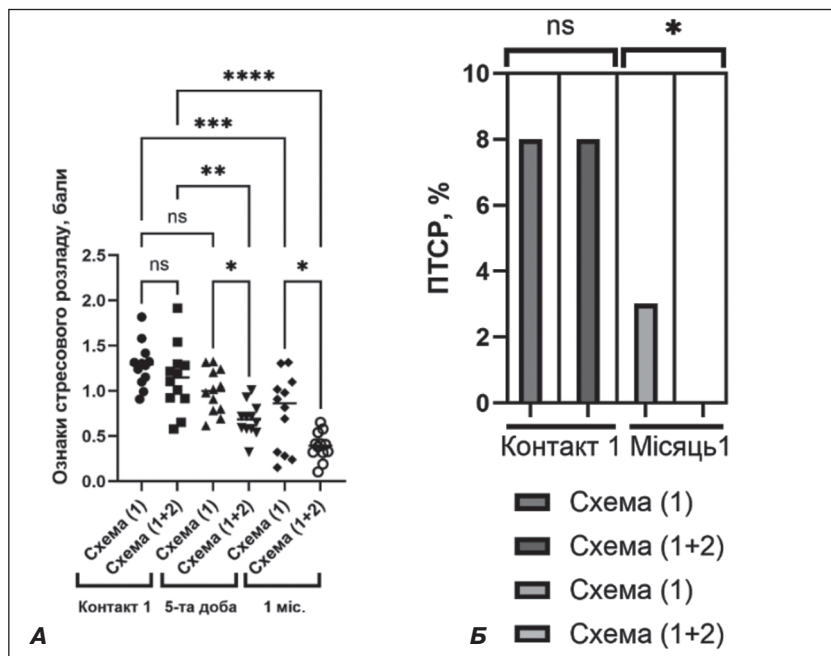 ****
***
**
ns
ns
*
*
Ознаки стресового розладу, бали
2.5
2.0
1.5
1.0
0.5
0.0
Схема (1)
Схема (1+2)
Схема (1)
Схема (1+2)
Схема (1)
Схема (1+2)
Контакт 1
5-та доба
1 міс.
А
ns
*
ПТСР, %
10
8
6
4
2
0
Контакт 1
Місяць1
Схема (1)
Схема (1+2)
Схема (1)
Схема (1+2)
Б